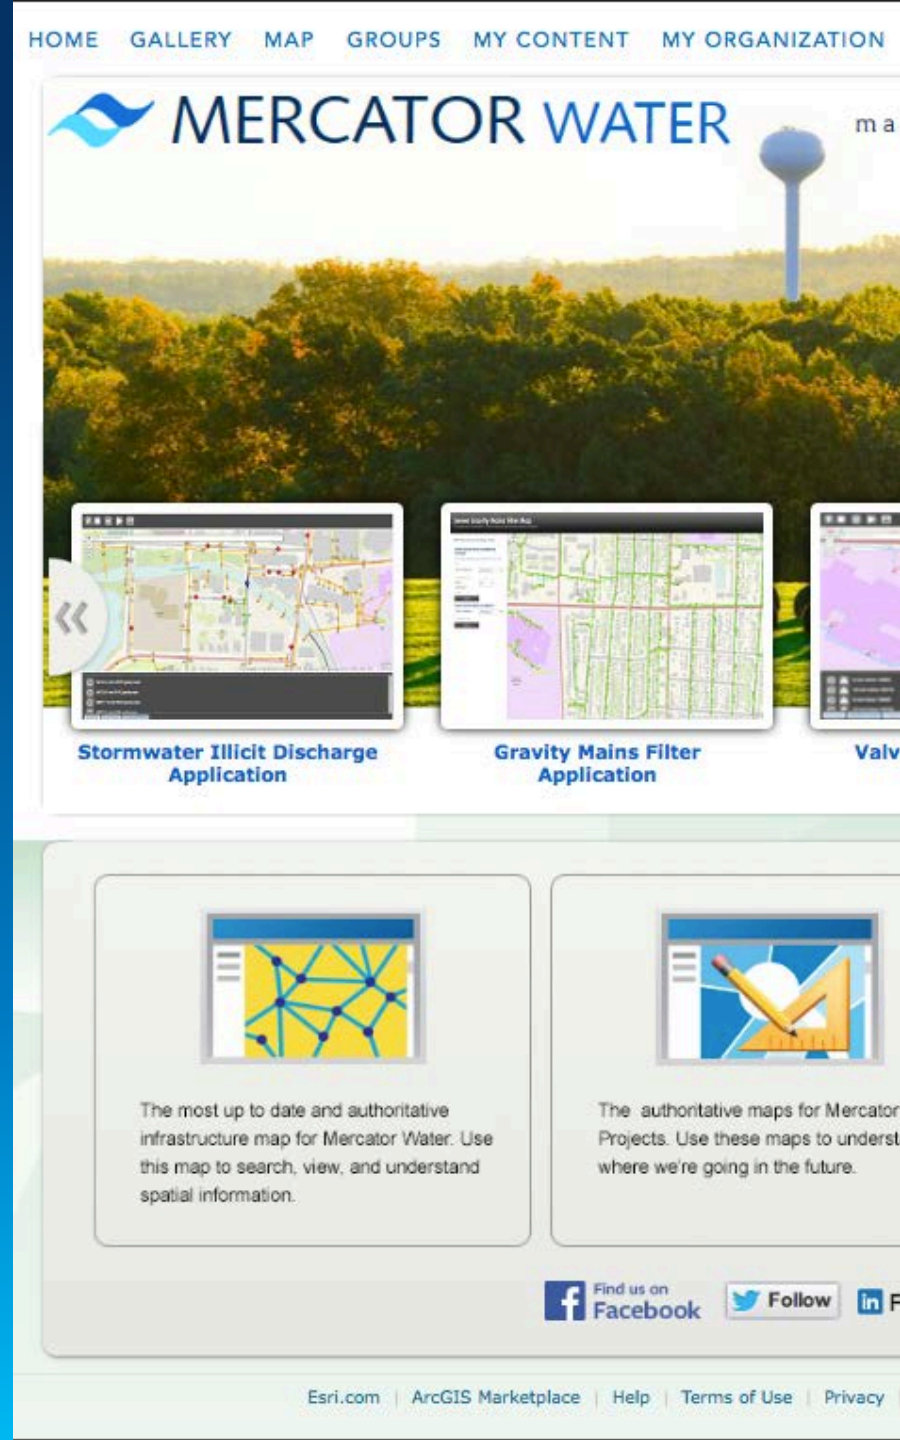 HOME GALLERY MAP GROUPS MY CONTENT MY ORGANIZATION
MERCATOR WATER
ma
Stormwater Illicit Discharge
Application
Gravity Mains Filter
Application
Valv
The most up to date and authoritative
infrastructure map for Mercator Water. Use
this map to search, view, and understand
spatial information.
The authoritative maps for Mercator
Projects. Use these maps to underst
where we're going in the future.
Find us on
Facebook
Follow
in F
Esri.com | ArcGIS Marketplace | Help | Terms of Use | Privacy |